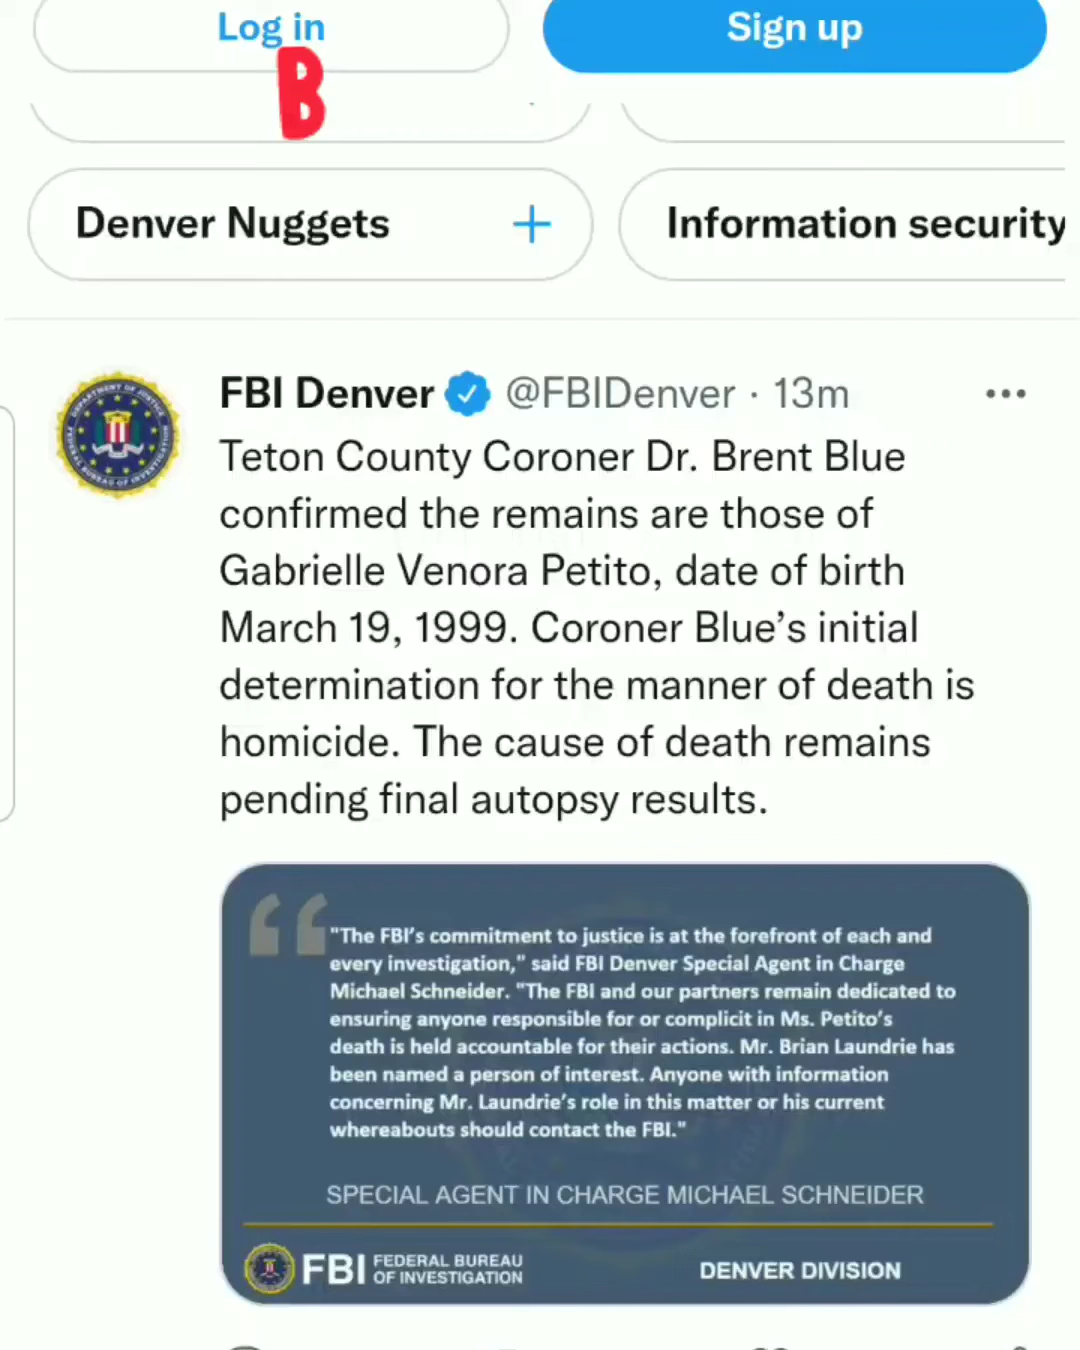 Log in
Sign up
B
Denver Nuggets +
Information security
FBI Denver @FBIDenver · 13m
Teton County Coroner Dr. Brent Blue
confirmed the remains are those of
Gabrielle Venora Petito, date of birth
March 19, 1999. Coroner Blue’s initial
determination for the manner of death is
homicide. The cause of death remains
pending final autopsy results.
"The FBI’s commitment to justice is at the forefront of each and
every investigation," said FBI Denver Special Agent in Charge
Michael Schneider. "The FBI and our partners remain dedicated to
ensuring anyone responsible for or complicit in Ms. Petito’s
death is held accountable for their actions. Mr. Brian Laundrie has
been named a person of interest. Anyone with information
concerning Mr. Laundrie’s role in this matter or his current
whereabouts should contact the FBI."
SPECIAL AGENT IN CHARGE MICHAEL SCHNEIDER
FBI FEDERAL BUREAU
OF INVESTIGATION
DENVER DIVISION